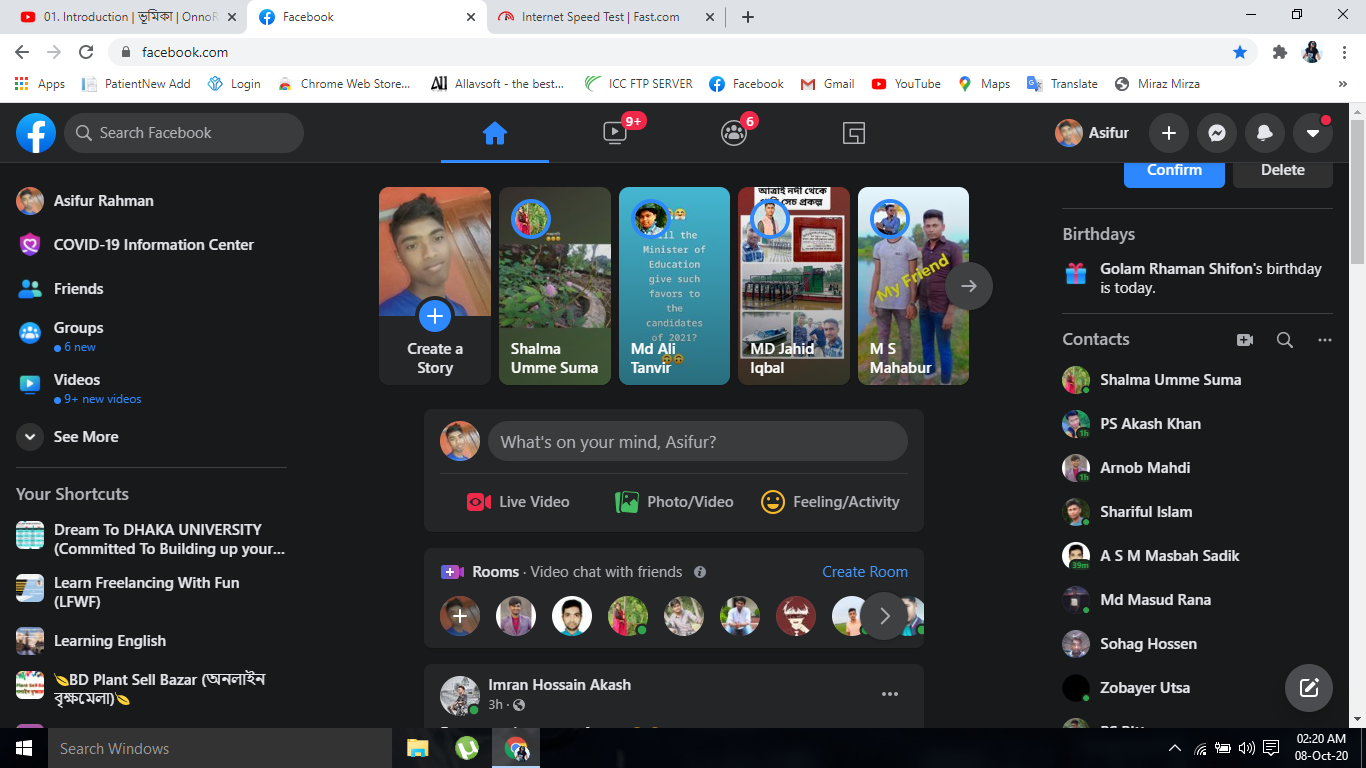 01. Introduction | ভূমিকা | OnnoR
Facebook
Internet Speed Test | Fast.com
facebook.com
Apps
PatientNew Add
Login
Chrome Web Store...
Allavsoft - the best...
ICC FTP SERVER
Facebook
Gmail
YouTube
Maps
Translate
Miraz Mirza
Search Facebook
9+
6
Asifur
Asifur Rahman
COVID-19 Information Center
Friends
Groups
6 new
Videos
9+ new videos
See More
Your Shortcuts
Dream To DHAKA UNIVERSITY
(Committed To Building up your...
Learn Freelancing With Fun
(LFWF)
Learning English
BD Plant Sell Bazar (অনলাইন
বৃক্ষমেলা)
Create a
Story
Shalma
Umme Suma
the
Minister of
Education
give such
favors to
the
candidates
of 2021?
Md Ali
Tanvir
আত্রাই নদী থেকে
সেচ প্রকল্প
MD Jahid
Iqbal
My Friend
M S
Mahabur
What's on your mind, Asifur?
Live Video
Photo/Video
Feeling/Activity
Rooms · Video chat with friends
Create Room
Imran Hossain Akash
3h ·
Confirm
Delete
Birthdays
Golam Rhaman Shifon's birthday
is today.
Contacts
Shalma Umme Suma
PS Akash Khan
1h
Arnob Mahdi
1h
Shariful Islam
A S M Masbah Sadik
39m
Md Masud Rana
Sohag Hossen
Zobayer Utsa
Search Windows
02:20 AM
08-Oct-20